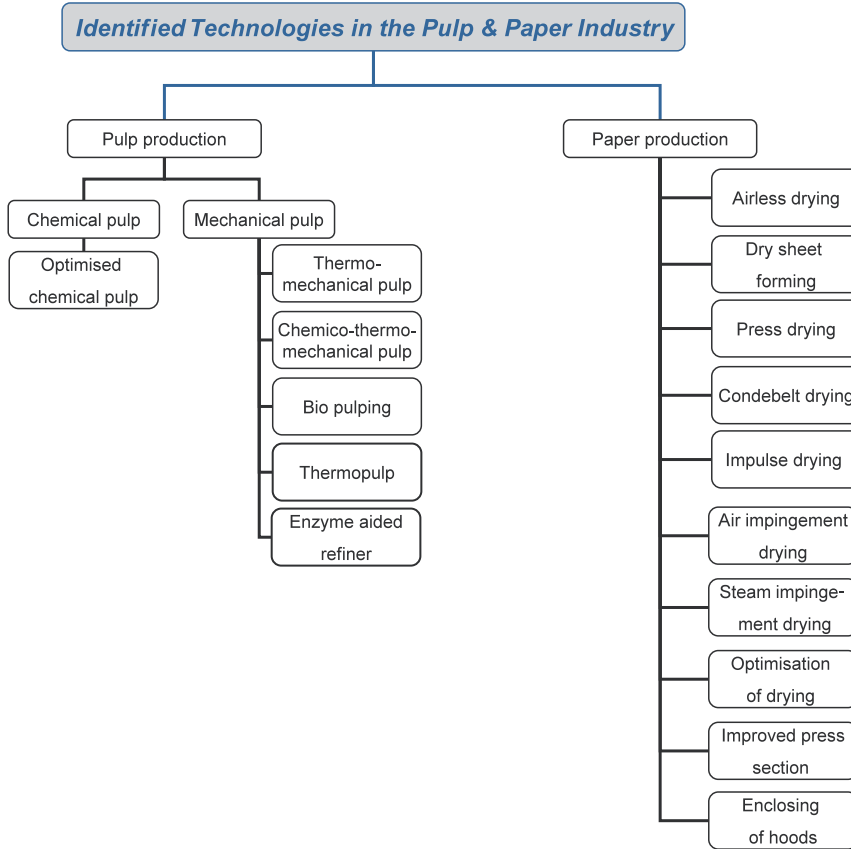 Identified Technologies in the Pulp & Paper Industry
Pulp production
Paper production
Chemical pulp
Mechanical pulp
Optimised
chemical pulp
Thermo-
mechanical pulp
Chemico-thermo-
mechanical pulp
Bio pulping
Thermopulp
Enzyme aided
refiner
Airless drying
Dry sheet
forming
Press drying
Condebelt drying
Impulse drying
Air impingement
drying
Steam impinge-
ment drying
Optimisation
of drying
Improved press
section
Enclosing
of hoods